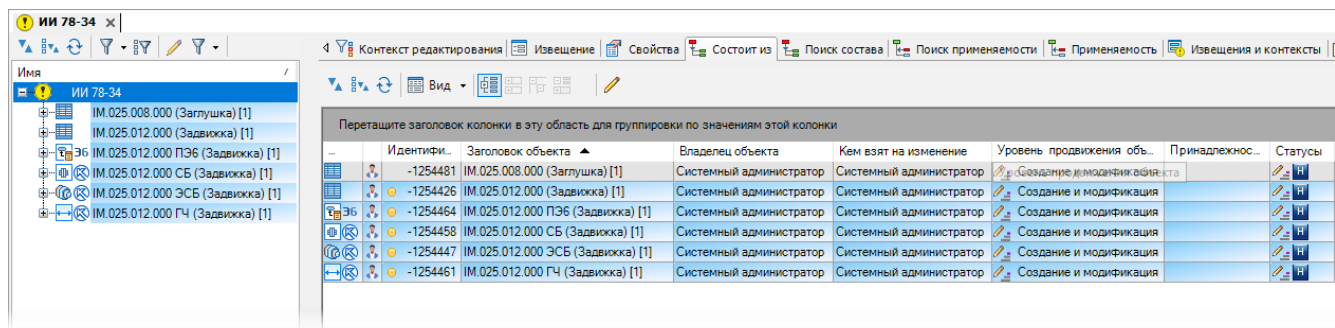 ИИ 78-34
Контекст редактирования Извещение Свойства Состоит из Поиск состава Поиск применяемости Применяемость Извещения и контексты
Имя
Вид
ИИ 78-34
IM.025.008.000 (Заглушка) [1]
IM.025.012.000 (Задвижка) [1]
Э6 IM.025.012.000 ПЭ6 (Задвижка) [1]
IM.025.012.000 СБ (Задвижка) [1]
IM.025.012.000 ЭСБ (Задвижка) [1]
IM.025.012.000 ГЧ (Задвижка) [1]
Перетащите заголовок колонки в эту область для группировки по значениям этой колонки
... Идентифи... Заголовок объекта Владелец объекта Кем взят на изменение Уровень продвижения объ... Принадлежнос... Статусы
-1254481 IM.025.008.000 (Заглушка) [1] Системный администратор Системный администратор Создание и модификация Н
-1254426 IM.025.012.000 (Задвижка) [1] Системный администратор Системный администратор Создание и модификация Н
Э6 -1254464 IM.025.012.000 ПЭ6 (Задвижка) [1] Системный администратор Системный администратор Создание и модификация Н
-1254458 IM.025.012.000 СБ (Задвижка) [1] Системный администратор Системный администратор Создание и модификация Н
-1254447 IM.025.012.000 ЭСБ (Задвижка) [1] Системный администратор Системный администратор Создание и модификация Н
-1254461 IM.025.012.000 ГЧ (Задвижка) [1] Системный администратор Системный администратор Создание и модификация Н